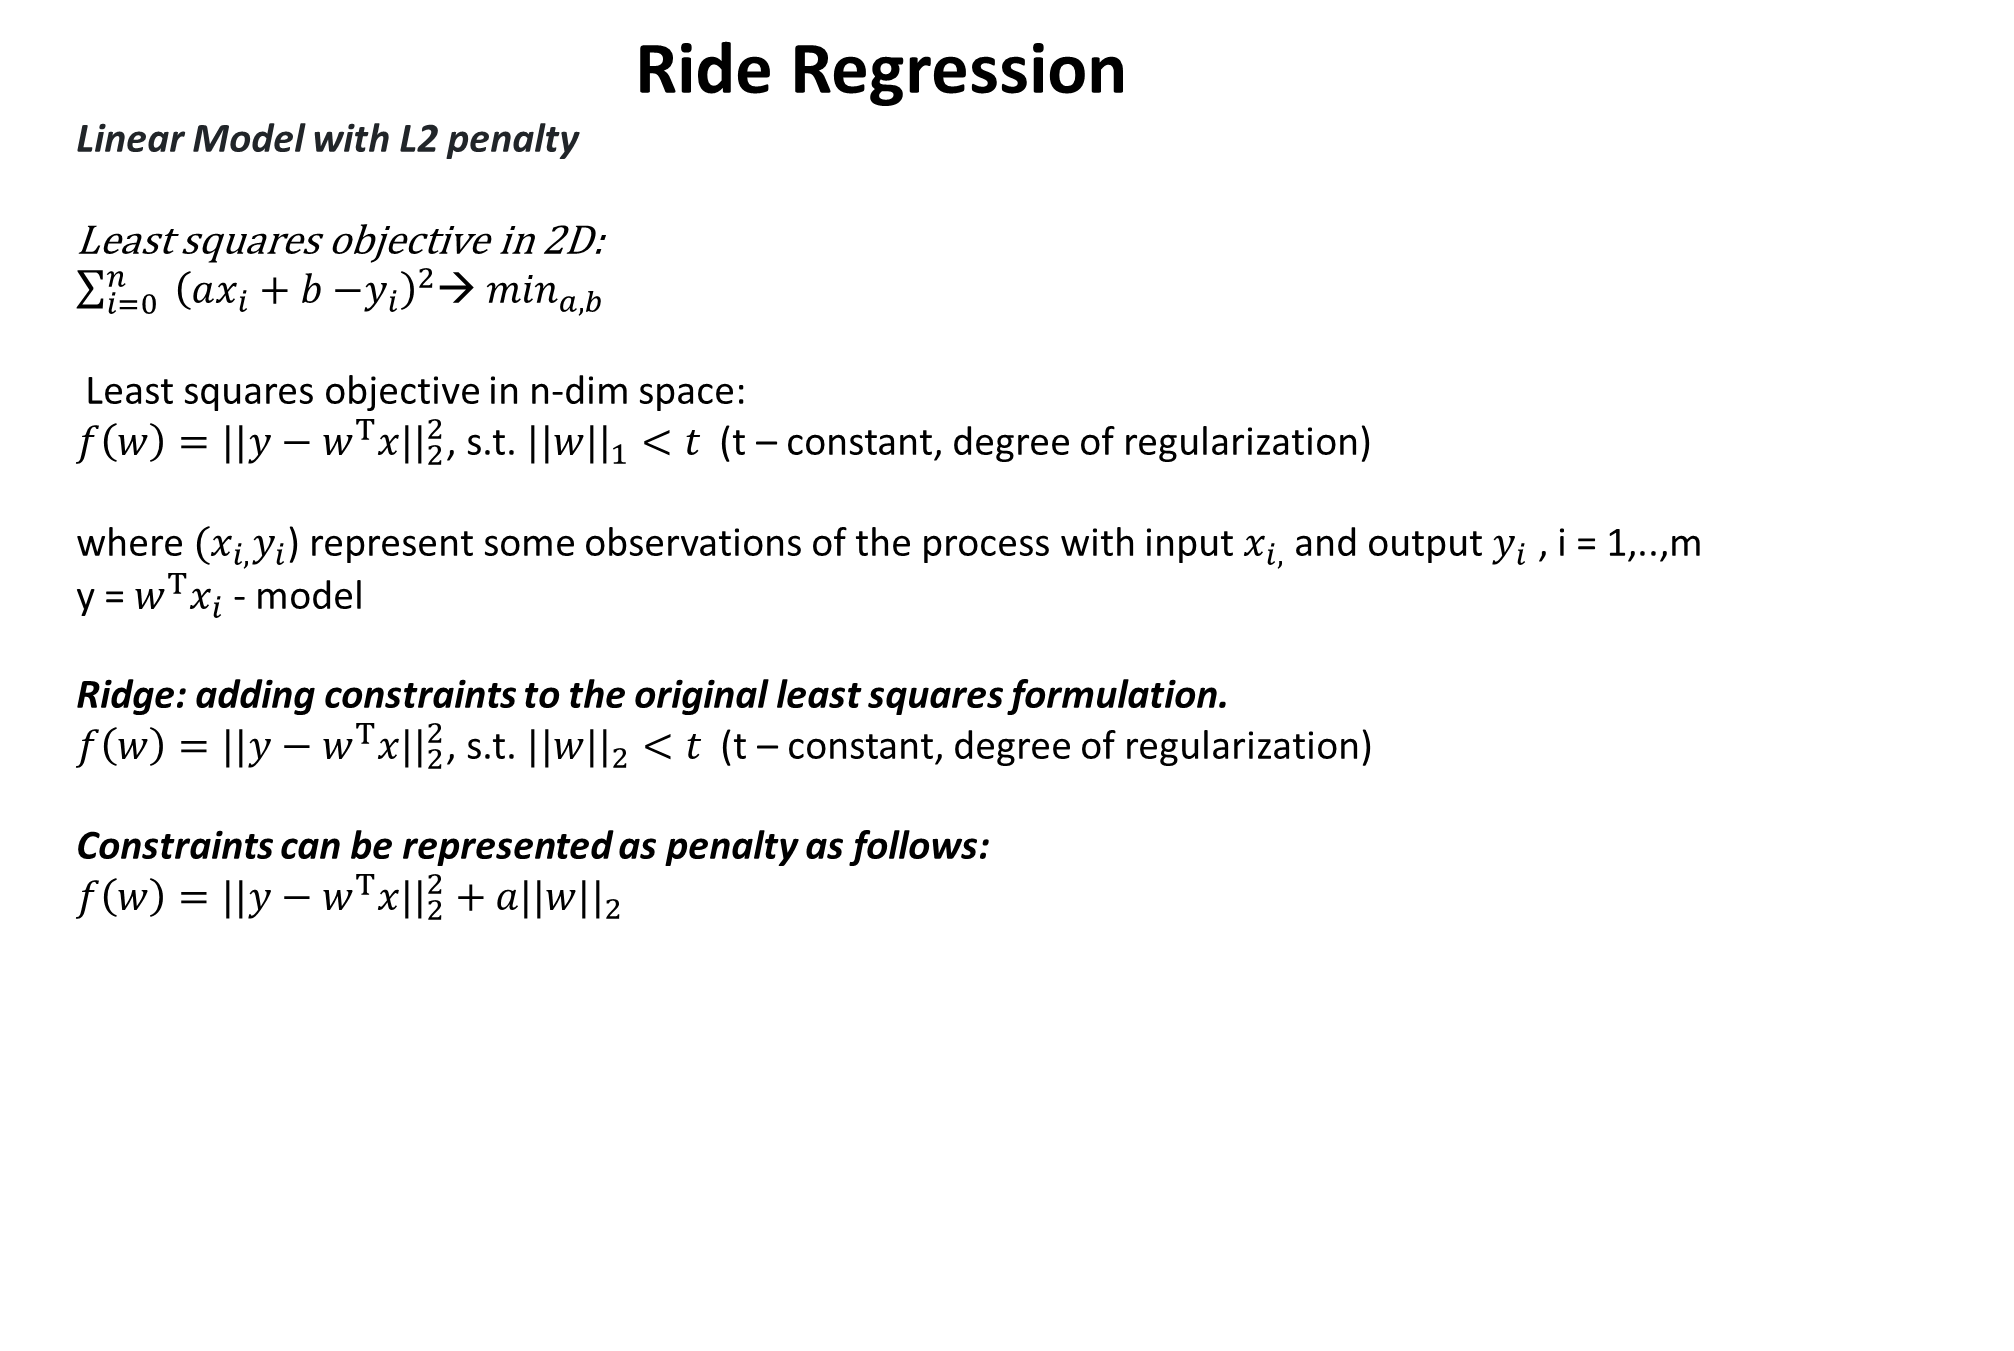 Ride Regression
Linear Model with L2 penalty
Least squares objective in 2D:
∑ⁿᵢ₌₀ (axᵢ + b −yᵢ)²→ min_{a,b}
Least squares objective in n-dim space:
f(w) = ||y − wᵀx||₂², s.t. ||w||₁ < t (t – constant, degree of regularization)
where (xᵢ,yᵢ) represent some observations of the process with input xᵢ, and output yᵢ , i = 1,..,m
y = wᵀxᵢ - model
Ridge: adding constraints to the original least squares formulation.
f(w) = ||y − wᵀx||₂², s.t. ||w||₂ < t (t – constant, degree of regularization)
Constraints can be represented as penalty as follows:
f(w) = ||y − wᵀx||₂² + a||w||₂